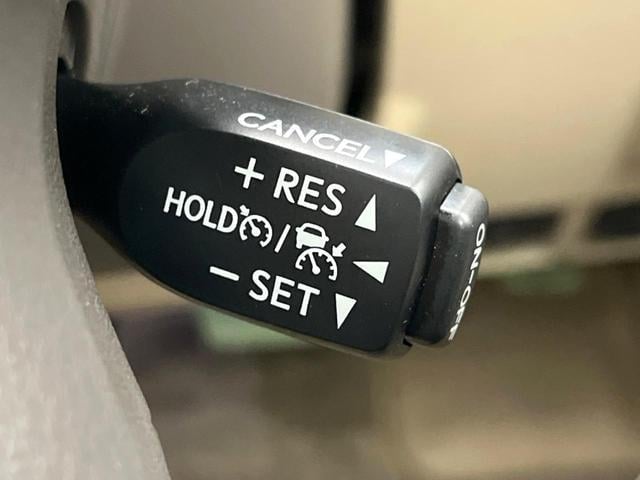 CANCEL▼
+ RES ▲
HOLD / ◀
− SET ▼
ON-OFF